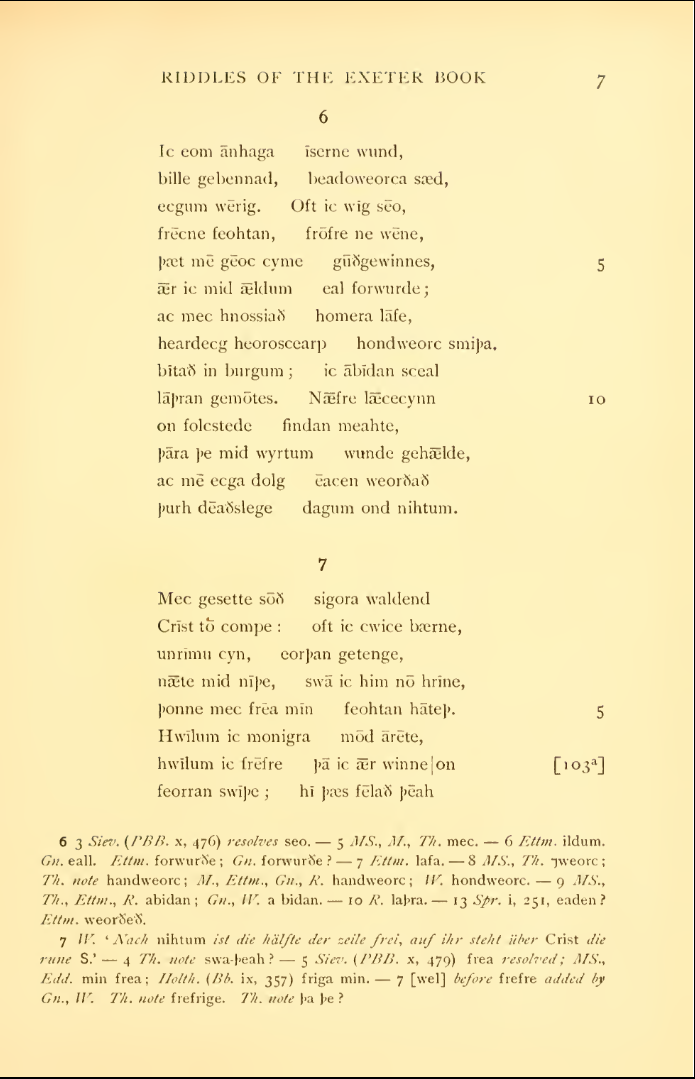 RIDDLES OF THE EXETER BOOK 7
6
Ic eom ānhaga īserne wund,
bille gebennad, beadoweorca sæd,
ecgum wērig. Oft ic wīg sēo,
frēcne feohtan, frōfre ne wēne,
þæt mē gēoc cyme gūðgewinnes, 5
ǣr ic mid ǣldum eal forwurde;
ac mec hnossiað homera lāfe,
heardecg heoroscearp hondweorc smiþa,
bītað in burgum; ic ābīdan sceal
lāþran gemōtes. Nǣfre lǣcecynn 10
on folcstede findan meahte,
þāra þe mid wyrtum wunde gehǣlde,
ac mē ecga dolg ēacen weorðað
þurh dēaðslege dagum ond nihtum.
7
Mec gesette sōð sigora waldend
Crīst tō compe: oft ic cwice bærne,
unrīmu cyn, eorþan getenge,
nǣte mid nīþe, swā ic him nō hrīne,
þonne mec frēa mīn feohtan hāteþ. 5
Hwīlum ic monigra mōd ārēte,
hwīlum ic frēfre þā ic ǣr winne|on [103ª]
feorran swīþe; hī þæs fēlað þēah
6 3 Siev. (PBB. x, 476) resolves seo. — 5 MS., M., Th. mec. — 6 Ettm. ildum.
Gn. eall. Ettm. forwurðe; Gn. forwurðe? — 7 Ettm. lafa. — 8 MS., Th. ⁊weorc;
Th. note handweorc; M., Ettm., Gn., R. handweorc; W. hondweorc. — 9 MS.,
Th., Ettm., R. abidan; Gn., W. a bidan. — 10 R. laþra. — 13 Spr. i, 251, eaden?
Ettm. weorðeð.
7 W. ‘Nach nihtum ist die hälfte der zeile frei, auf ihr steht über Crist die
rune S.’ — 4 Th. note swa-þeah? — 5 Siev. (PBB. x, 479) frea resolved; MS.,
Edd. min frea; Holth. (Bb. ix, 357) friga min. — 7 [wel] before frefre added by
Gn., W. Th. note frefrige. Th. note þa þe?